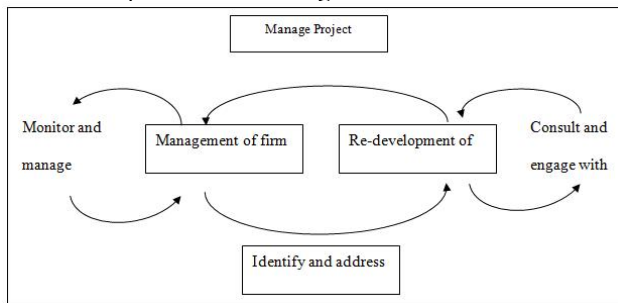 Manage Project
Monitor and
manage
Management of firm
Re-development of
Consult and
engage with
Identify and address